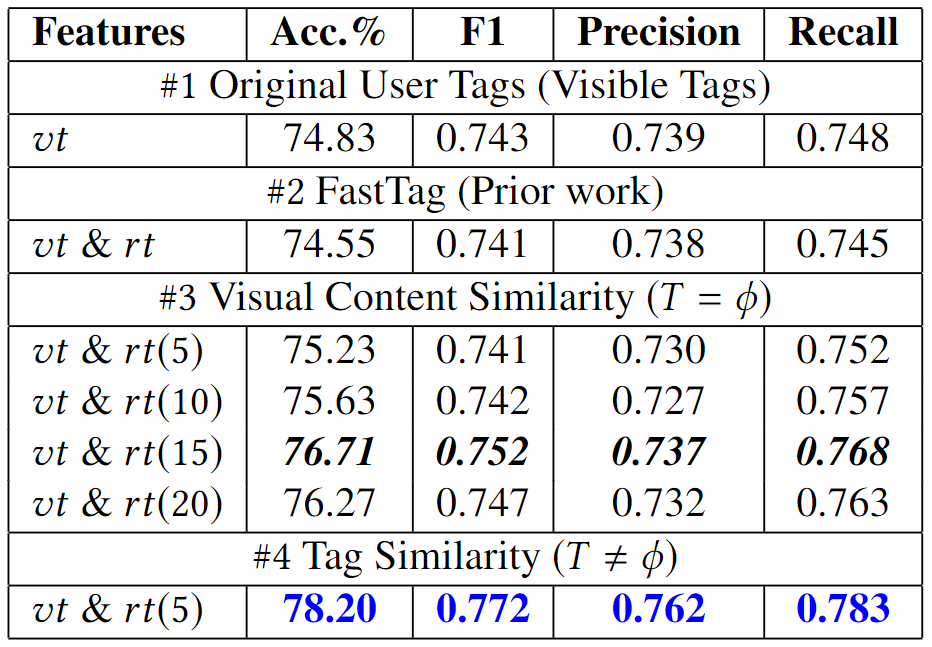 Features Acc.% F1 Precision Recall
#1 Original User Tags (Visible Tags)
vt 74.83 0.743 0.739 0.748
#2 FastTag (Prior work)
vt & rt 74.55 0.741 0.738 0.745
#3 Visual Content Similarity (T = ϕ)
vt & rt(5) 75.23 0.741 0.730 0.752
vt & rt(10) 75.63 0.742 0.727 0.757
vt & rt(15) 76.71 0.752 0.737 0.768
vt & rt(20) 76.27 0.747 0.732 0.763
#4 Tag Similarity (T ≠ ϕ)
vt & rt(5) 78.20 0.772 0.762 0.783